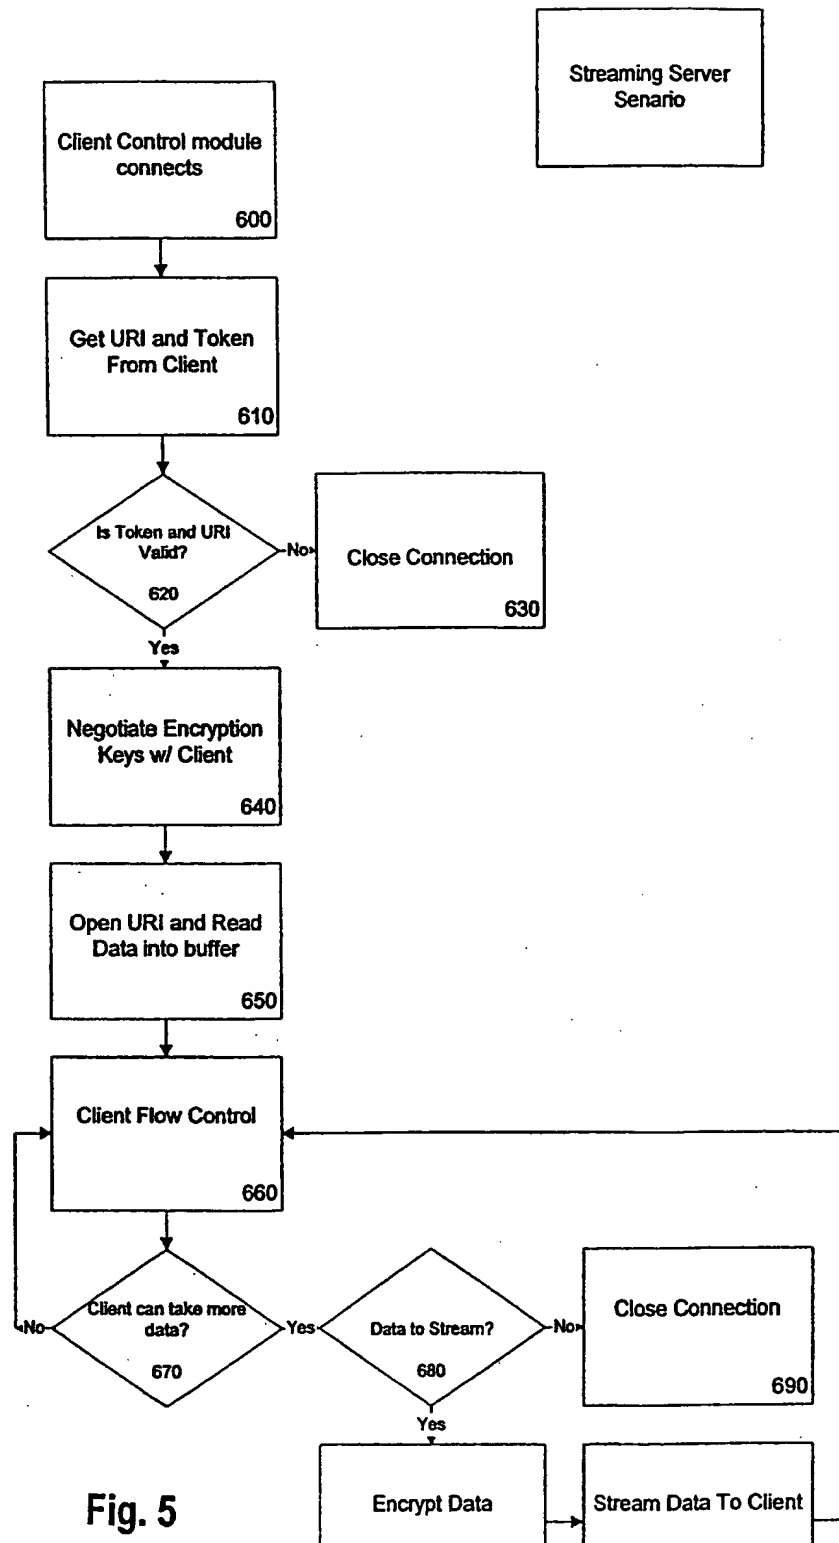 Streaming Server
Senario
Client Control module
connects
600
Get URI and Token
From Client
610
Is Token and URI
Valid?
620
No
Close Connection
630
Yes
Negotiate Encryption
Keys w/ Client
640
Open URI and Read
Data into buffer
650
Client Flow Control
660
No
Client can take more
data?
670
Yes
Data to Stream?
680
No
Close Connection
690
Yes
Encrypt Data
Stream Data To Client
Fig. 5